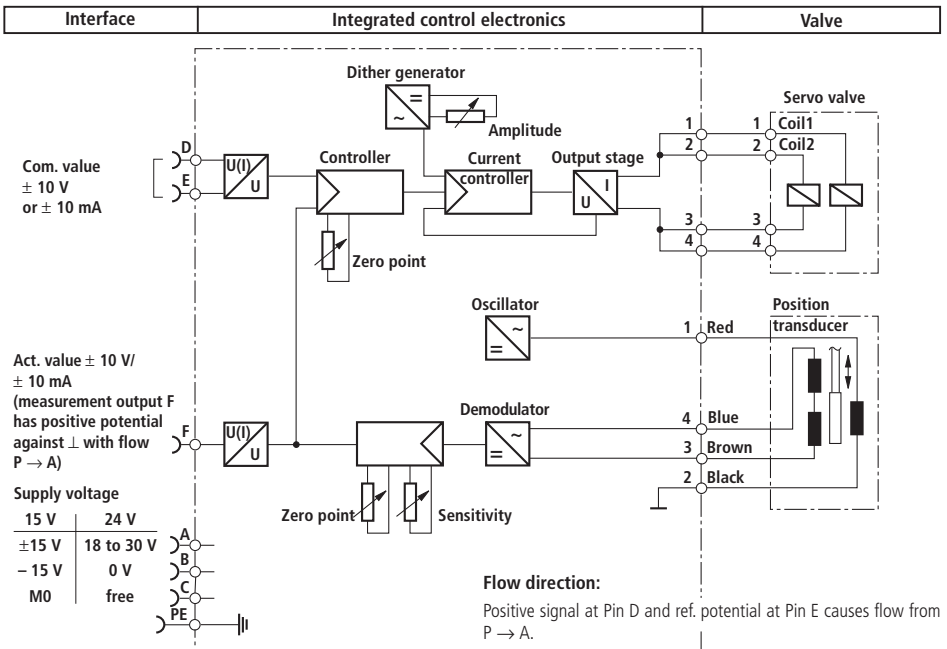 Interface
Integrated control electronics
Valve
Dither generator
=
~
Amplitude
Servo valve
1
1
Coil1
2
2
Coil2
D
Com. value
± 10 V
or ± 10 mA
E
U(I)
U
Controller
Current
controller
Output stage
I
U
3
3
4
4
Zero point
Oscillator
~
=
Position
transducer
1
Red
Act. value ± 10 V/
± 10 mA
(measurement output F
has positive potential
against ⊥ with flow
P → A)
F
U(I)
U
Demodulator
~
=
4
Blue
3
Brown
2
Black
Zero point
Sensitivity
Supply voltage
15 V
24 V
±15 V
18 to 30 V
A
– 15 V
0 V
B
M0
free
C
PE
Flow direction:
Positive signal at Pin D and ref. potential at Pin E causes flow from
P → A.